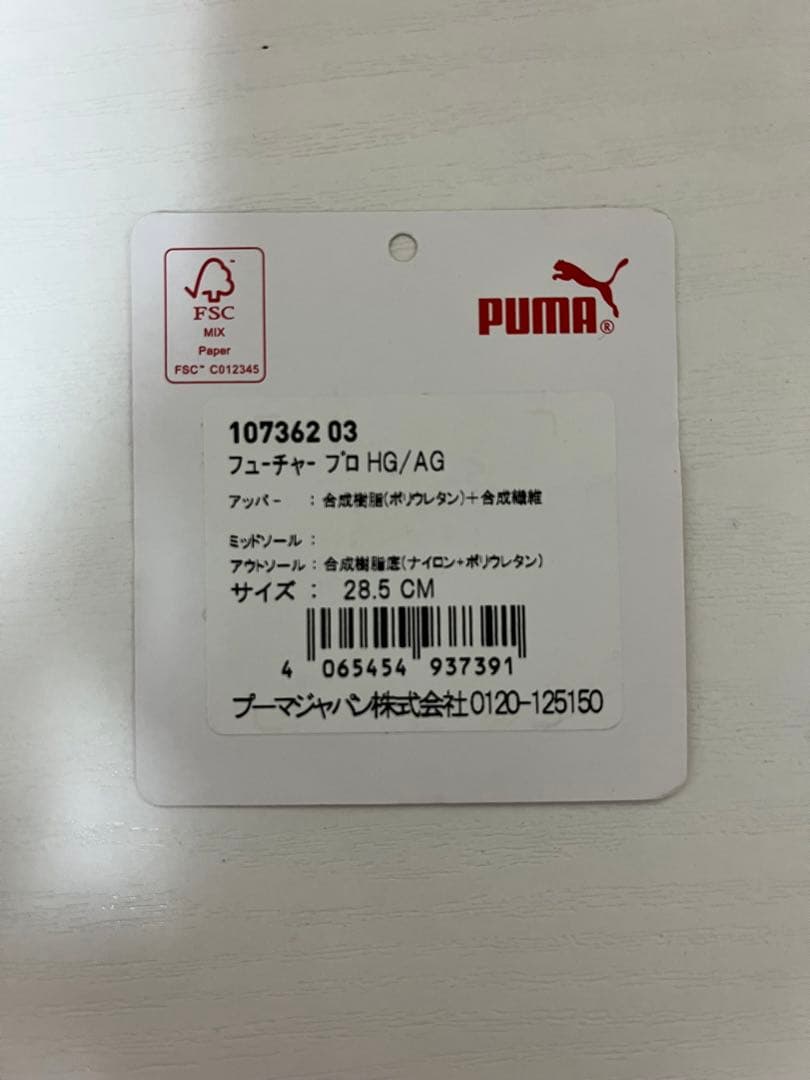 FSC™
MIX
Paper
FSC™ C012345
PUMA®
107362 03
フューチャー プロ HG/AG
アッパー : 合成樹脂(ポリウレタン)+合成繊維
ミッドソール :
アウトソール : 合成樹脂底(ナイロン+ポリウレタン)
サイズ : 28.5 CM
4 065454 937391
プーマジャパン株式会社0120-125150